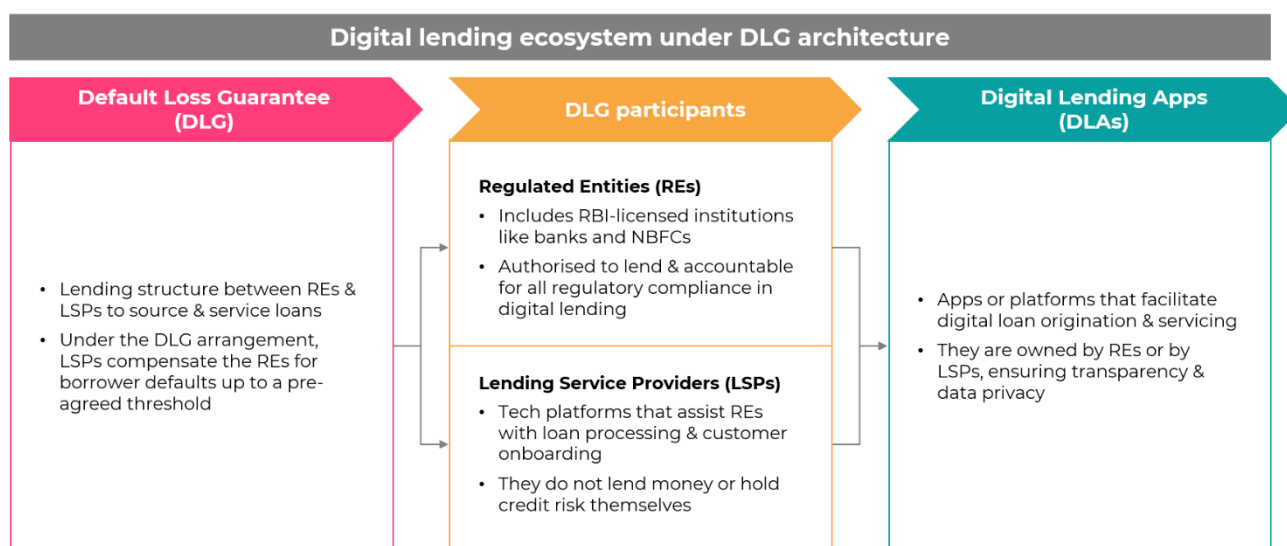 Digital lending ecosystem under DLG architecture
Default Loss Guarantee
(DLG)
• Lending structure between REs &
LSPs to source & service loans
• Under the DLG arrangement,
LSPs compensate the REs for
borrower defaults up to a pre-
agreed threshold
DLG participants
Regulated Entities (REs)
• Includes RBI-licensed institutions
like banks and NBFCs
• Authorised to lend & accountable
for all regulatory compliance in
digital lending
Lending Service Providers (LSPs)
• Tech platforms that assist REs
with loan processing & customer
onboarding
• They do not lend money or hold
credit risk themselves
Digital Lending Apps
(DLAs)
• Apps or platforms that facilitate
digital loan origination & servicing
• They are owned by REs or by
LSPs, ensuring transparency &
data privacy